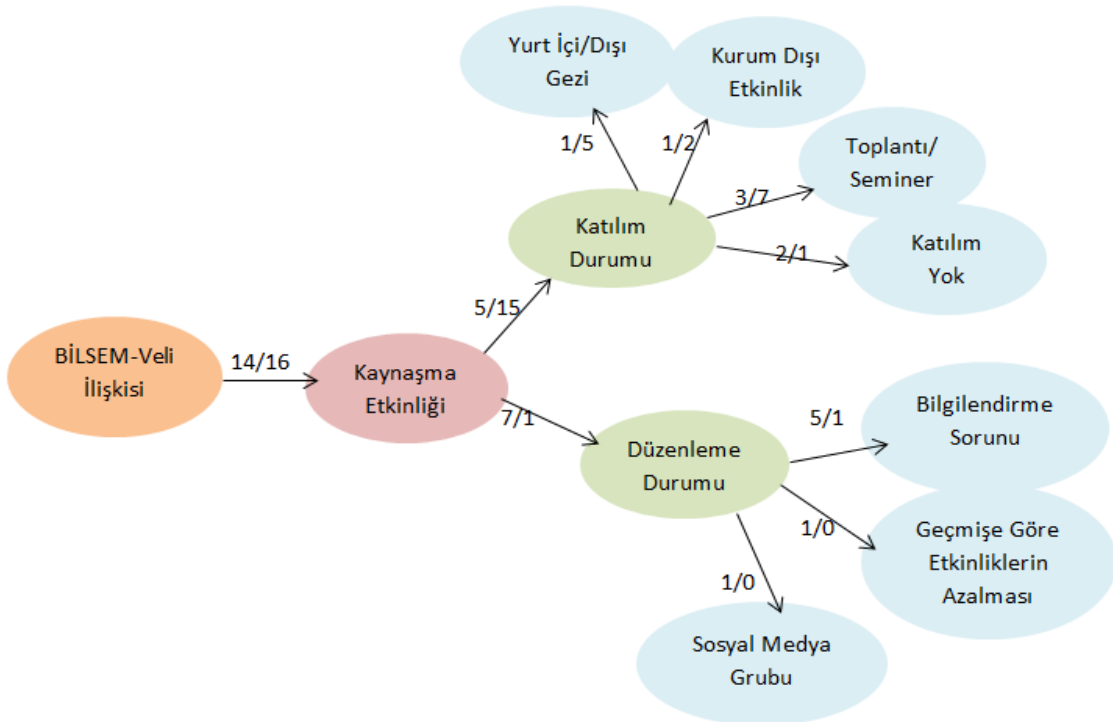 Yurt İçi/Dışı
Gezi
Kurum Dışı
Etkinlik
1/5
1/2
Toplantı/
Seminer
3/7
Katılım
Durumu
2/1
Katılım
Yok
5/15
BİLSEM-Veli
İlişkisi
14/16
Kaynaşma
Etkinliği
7/1
Düzenleme
Durumu
5/1
Bilgilendirme
Sorunu
1/0
Geçmişe Göre
Etkinliklerin
Azalması
1/0
Sosyal Medya
Grubu